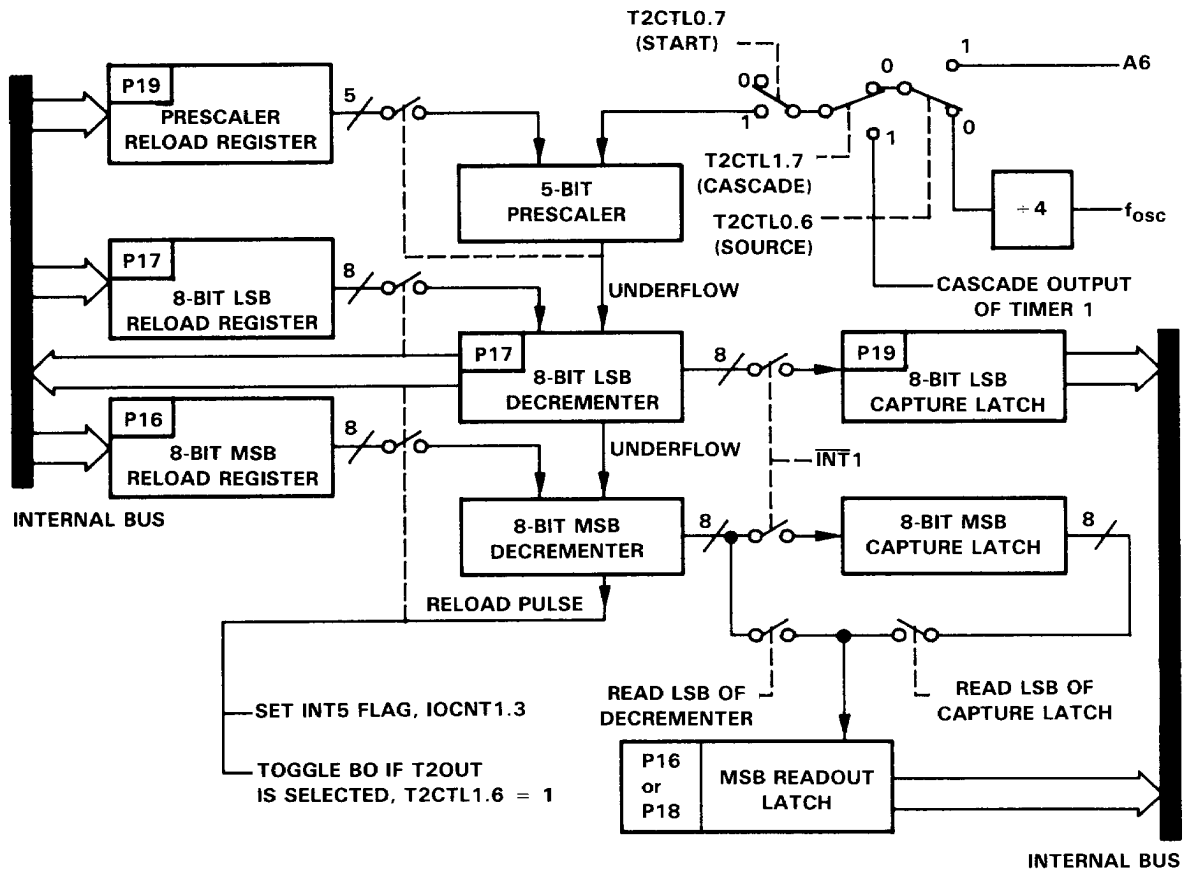 T2CTL0.7
(START)
1
A6
0
0
1
0
1
T2CTL1.7
(CASCADE)
T2CTL0.6
(SOURCE)
÷4
fosc
CASCADE OUTPUT
OF TIMER 1
P19
PRESCALER
RELOAD REGISTER
5
5-BIT
PRESCALER
UNDERFLOW
P17
8-BIT LSB
RELOAD REGISTER
8
P17
8-BIT LSB
DECREMENTER
8
P19
8-BIT LSB
CAPTURE LATCH
P16
8-BIT MSB
RELOAD REGISTER
8
UNDERFLOW
INT1
INTERNAL BUS
8-BIT MSB
DECREMENTER
8
8-BIT MSB
CAPTURE LATCH
8
RELOAD PULSE
READ LSB OF
DECREMENTER
READ LSB OF
CAPTURE LATCH
SET INT5 FLAG, IOCNT1.3
TOGGLE BO IF T2OUT
IS SELECTED, T2CTL1.6 = 1
P16
or
P18
MSB READOUT
LATCH
INTERNAL BUS